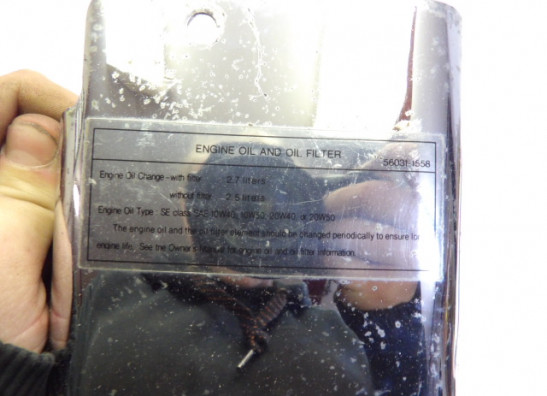 ENGINE OIL AND OIL FILTER
56031-1558
Engine Oil Change - with filter : 2.7 liters
without filter : 2.5 liters
Engine Oil Type : SE class SAE 10W40, 10W50, 20W40, or 20W50
The engine oil and the oil filter element should be changed periodically to ensure long
engine life. See the Owner's Manual for engine oil and oil filter information.